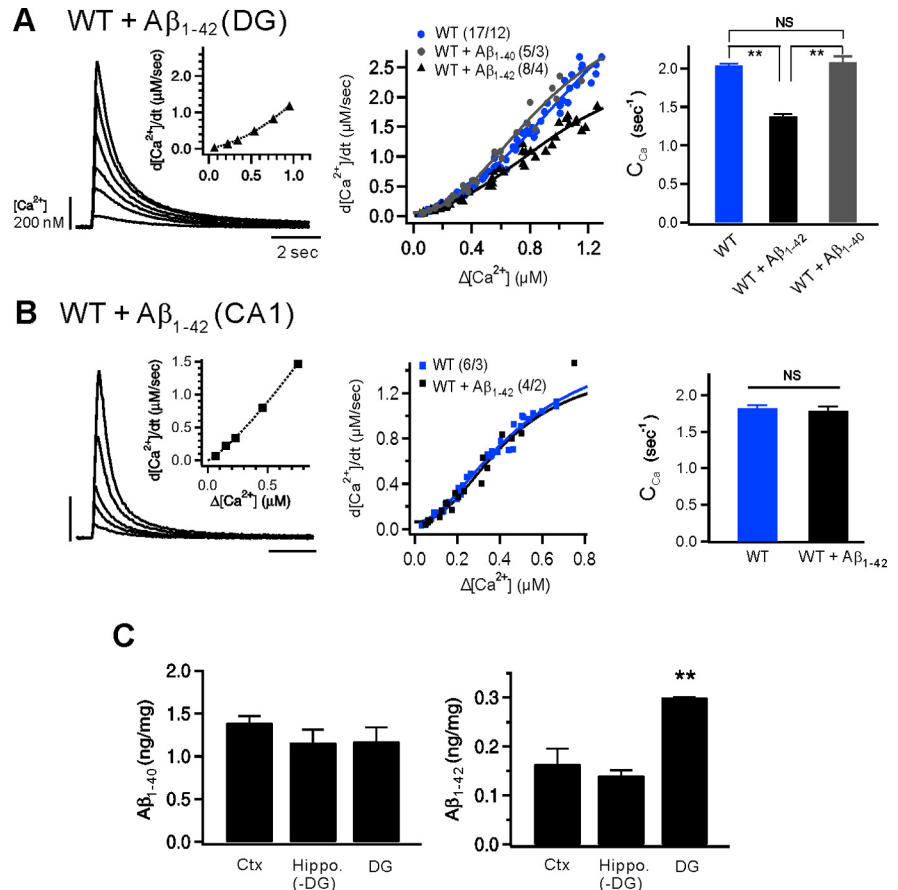 A WT + Aβ1-42 (DG)
d[Ca2+]/dt (μM/sec)
2.0
1.0
0.0
0.0 0.5 1.0
[Ca2+]
200 nM
2 sec
WT (17/12)
WT + Aβ1-40 (5/3)
WT + Aβ1-42 (8/4)
d[Ca2+]/dt (μM/sec)
2.5
2.0
1.5
1.0
0.5
0.0
0.0 0.4 0.8 1.2
Δ[Ca2+] (μM)
NS
** **
CCa (sec-1)
2.0
1.5
1.0
0.5
0.0
WT
WT + Aβ1-42
WT + Aβ1-40
B WT + Aβ1-42 (CA1)
d[Ca2+]/dt (μM/sec)
1.5
1.0
0.5
0.0
0.0 0.5
Δ[Ca2+] (μM)
WT (6/3)
WT + Aβ1-42 (4/2)
d[Ca2+]/dt (μM/sec)
1.2
0.8
0.4
0.0
0.0 0.2 0.4 0.6 0.8
Δ[Ca2+] (μM)
NS
CCa (sec-1)
2.0
1.5
1.0
0.5
0.0
WT WT + Aβ1-42
C
Aβ1-40 (ng/mg)
2.0
1.5
1.0
0.5
0.0
Ctx Hippo. DG
(-DG)
Aβ1-42 (ng/mg)
**
0.3
0.2
0.1
0.0
Ctx Hippo. DG
(-DG)